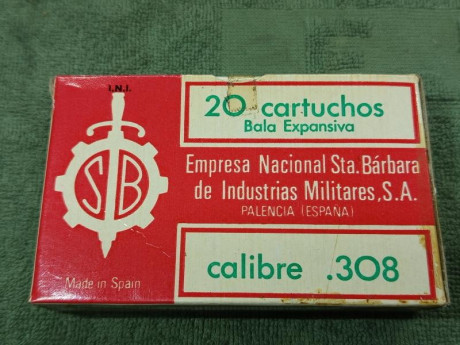 I.N.I.
SB
Made in Spain
20 cartuchos
Bala Expansiva
Empresa Nacional Sta. Bárbara
de Industrias Militares, S.A.
PALENCIA (ESPAÑA)
calibre .308